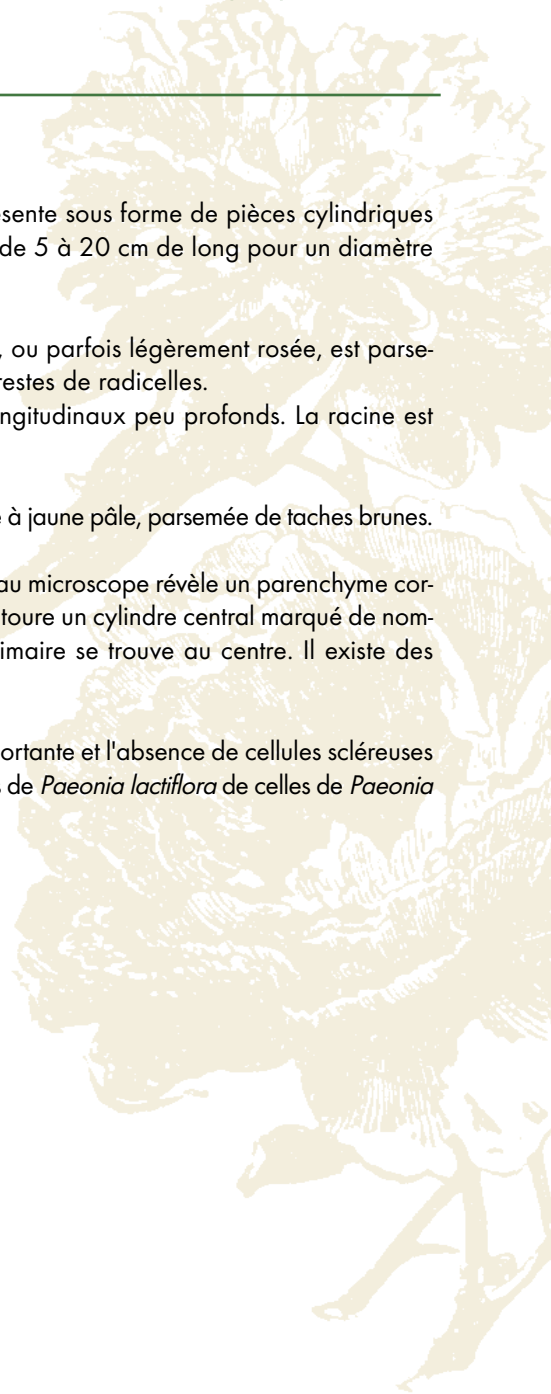 sente sous forme de pièces cylindriques
de 5 à 20 cm de long pour un diamètre
, ou parfois légèrement rosée, est parse-
restes de radicelles.
ngitudinaux peu profonds. La racine est
à jaune pâle, parsemée de taches brunes.
au microscope révèle un parenchyme cor-
toure un cylindre central marqué de nom-
imaire se trouve au centre. Il existe des
portante et l'absence de cellules scléreuses
de Paeonia lactiflora de celles de Paeonia